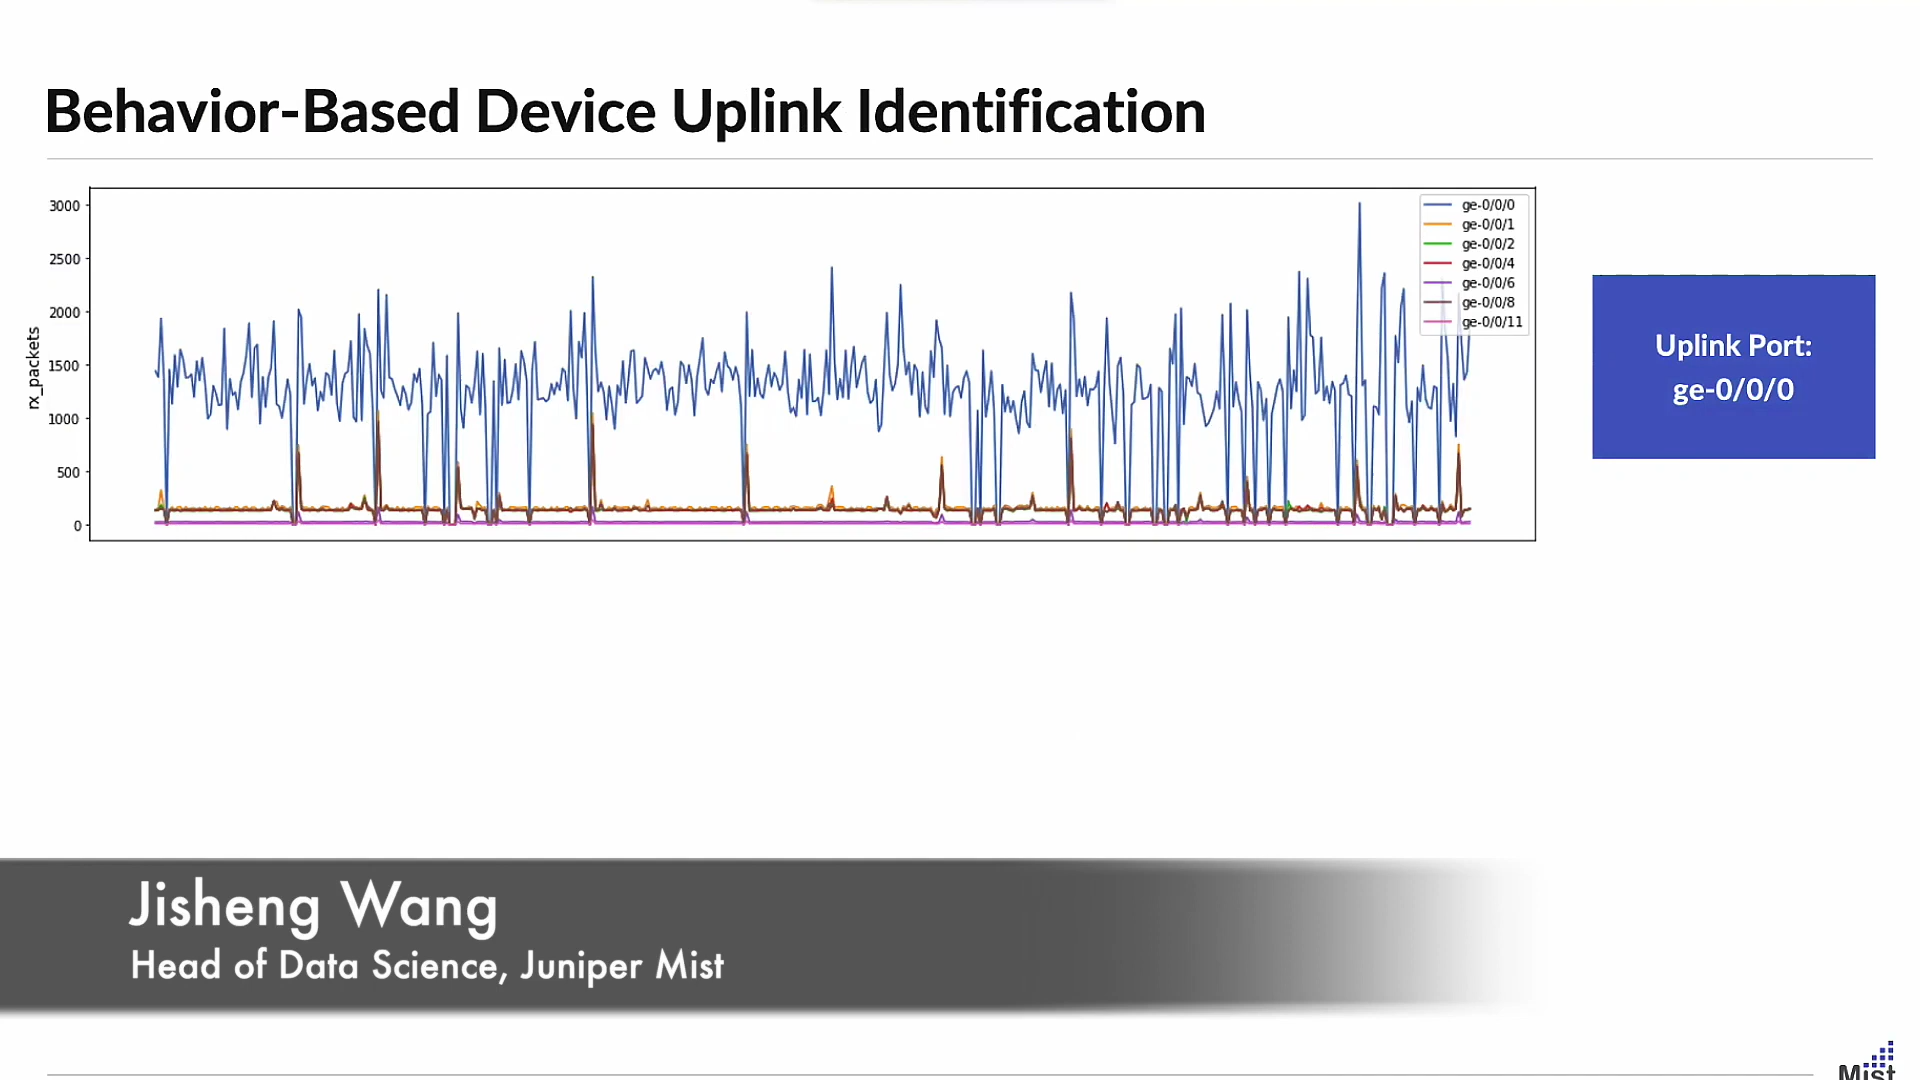 Behavior-Based Device Uplink Identification
3000
2500
2000
1500
1000
500
0
rx_packets
ge-0/0/0
ge-0/0/1
ge-0/0/2
ge-0/0/4
ge-0/0/6
ge-0/0/8
ge-0/0/11
Uplink Port:
ge-0/0/0
Jisheng Wang
Head of Data Science, Juniper Mist
Mist